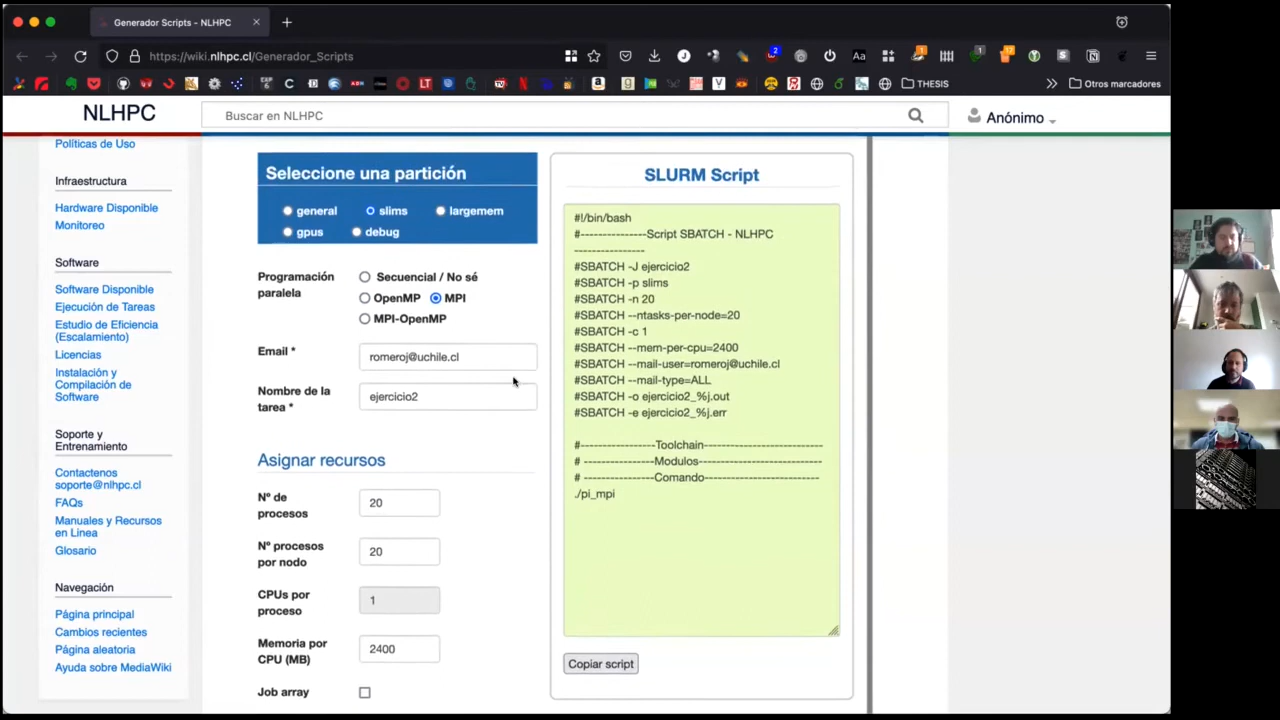 Generador Scripts - NLHPC
https://wiki.nlhpc.cl/Generador_Scripts
THESIS
Otros marcadores
NLHPC
Buscar en NLHPC
Anónimo
Políticas de Uso
Infraestructura
Hardware Disponible
Monitoreo
Software
Software Disponible
Ejecución de Tareas
Estudio de Eficiencia
(Escalamiento)
Licencias
Instalación y
Compilación de
Software
Soporte y
Entrenamiento
Contactenos
soporte@nlhpc.cl
FAQs
Manuales y Recursos
en Linea
Glosario
Navegación
Página principal
Cambios recientes
Página aleatoria
Ayuda sobre MediaWiki
Seleccione una partición
general slims largemem
gpus debug
Programación
paralela
Secuencial / No sé
OpenMP MPI
MPI-OpenMP
Email *
romeroj@uchile.cl
Nombre de la
tarea *
ejercicio2
Asignar recursos
Nº de
procesos
20
Nº procesos
por nodo
20
CPUs por
proceso
1
Memoria por
CPU (MB)
2400
Job array
SLURM Script
#!/bin/bash
#---------------Script SBATCH - NLHPC
----------------
#SBATCH -J ejercicio2
#SBATCH -p slims
#SBATCH -n 20
#SBATCH --ntasks-per-node=20
#SBATCH -c 1
#SBATCH --mem-per-cpu=2400
#SBATCH --mail-user=romeroj@uchile.cl
#SBATCH --mail-type=ALL
#SBATCH -o ejercicio2_%j.out
#SBATCH -e ejercicio2_%j.err
#-----------------Toolchain---------------------------
# ----------------Modulos----------------------------
# ----------------Comando--------------------------
./pi_mpi
Copiar script